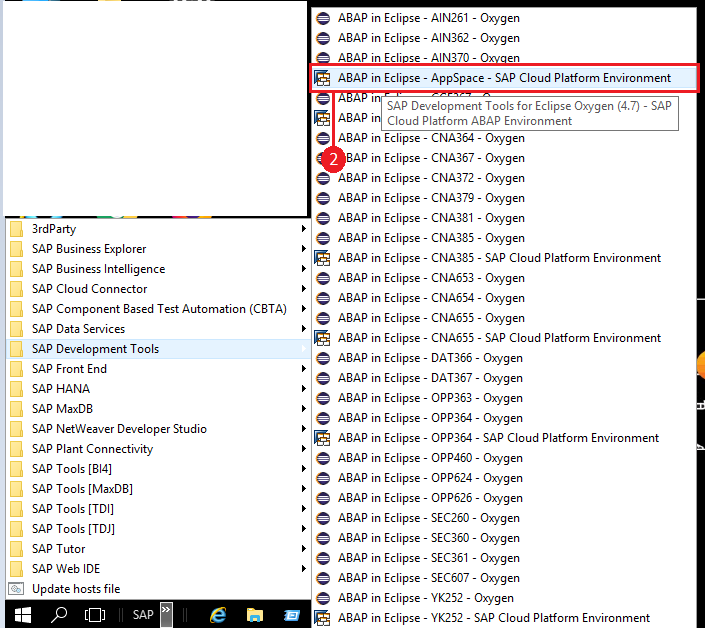 3rdParty
SAP Business Explorer
SAP Business Intelligence
SAP Cloud Connector
SAP Component Based Test Automation (CBTA)
SAP Data Services
SAP Development Tools
SAP Front End
SAP HANA
SAP MaxDB
SAP NetWeaver Developer Studio
SAP Plant Connectivity
SAP Tools [BI4]
SAP Tools [MaxDB]
SAP Tools [TDI]
SAP Tools [TDJ]
SAP Tutor
SAP Web IDE
Update hosts file
SAP
ABAP in Eclipse - AIN261 - Oxygen
ABAP in Eclipse - AIN362 - Oxygen
ABAP in Eclipse - AIN370 - Oxygen
ABAP in Eclipse - AppSpace - SAP Cloud Platform Environment
SAP Development Tools for Eclipse Oxygen (4.7) - SAP
Cloud Platform ABAP Environment
2
ABAP in Eclipse - CNA364 - Oxygen
ABAP in Eclipse - CNA367 - Oxygen
ABAP in Eclipse - CNA372 - Oxygen
ABAP in Eclipse - CNA379 - Oxygen
ABAP in Eclipse - CNA381 - Oxygen
ABAP in Eclipse - CNA385 - Oxygen
ABAP in Eclipse - CNA385 - SAP Cloud Platform Environment
ABAP in Eclipse - CNA653 - Oxygen
ABAP in Eclipse - CNA654 - Oxygen
ABAP in Eclipse - CNA655 - Oxygen
ABAP in Eclipse - CNA655 - SAP Cloud Platform Environment
ABAP in Eclipse - DAT366 - Oxygen
ABAP in Eclipse - DAT367 - Oxygen
ABAP in Eclipse - OPP363 - Oxygen
ABAP in Eclipse - OPP364 - Oxygen
ABAP in Eclipse - OPP364 - SAP Cloud Platform Environment
ABAP in Eclipse - OPP460 - Oxygen
ABAP in Eclipse - OPP624 - Oxygen
ABAP in Eclipse - OPP626 - Oxygen
ABAP in Eclipse - SEC260 - Oxygen
ABAP in Eclipse - SEC360 - Oxygen
ABAP in Eclipse - SEC361 - Oxygen
ABAP in Eclipse - SEC607 - Oxygen
ABAP in Eclipse - YK252 - Oxygen
ABAP in Eclipse - YK252 - SAP Cloud Platform Environment